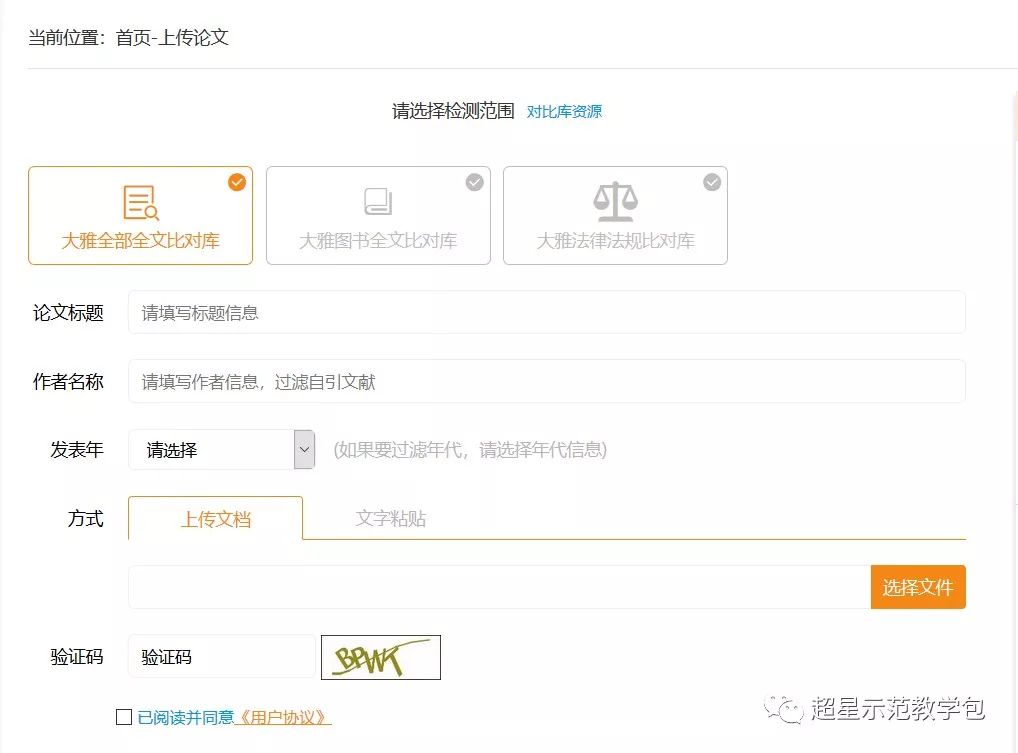 当前位置：首页-上传论文
请选择检测范围 对比库资源
大雅全部全文比对库 大雅图书全文比对库 大雅法律法规比对库
论文标题 请填写标题信息
作者名称 请填写作者信息，过滤自引文献
发表年 请选择 (如果要过滤年代，请选择年代信息)
方式 上传文档 文字粘贴
选择文件
验证码 验证码 BPWT
已阅读并同意《用户协议》
超星示范教学包